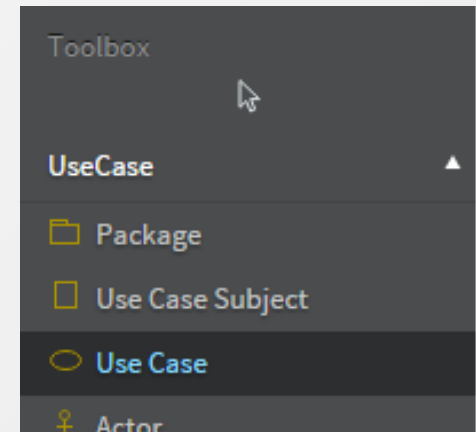 Toolbox
UseCase
Package
Use Case Subject
Use Case
Actor